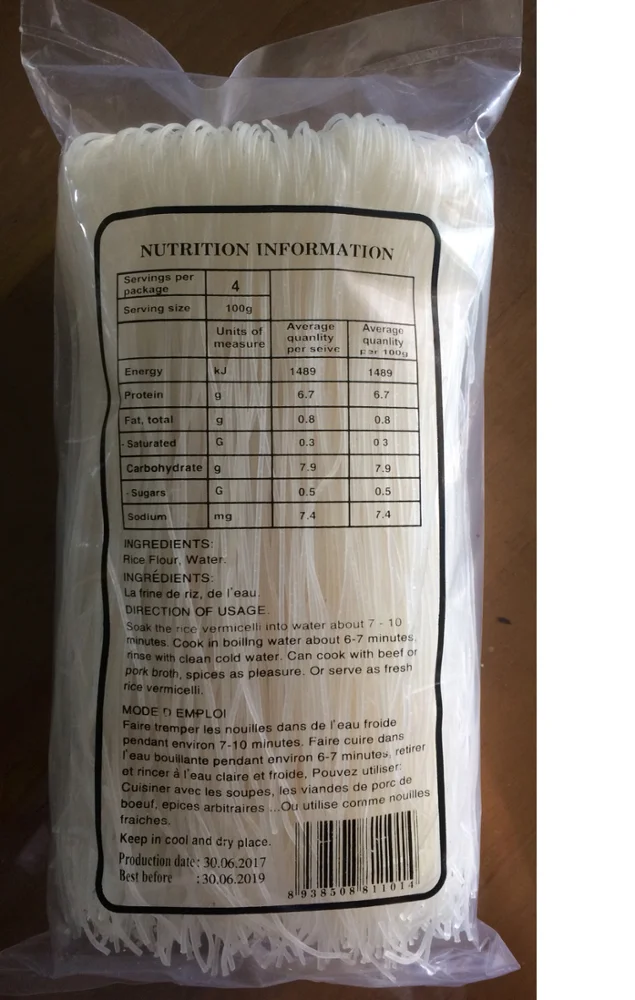 NUTRITION INFORMATION
Servings per package 4
Serving size 100g
Units of measure Average quanlity per seive Average quanlity per 100g
Energy kJ 1489 1489
Protein g 6.7 6.7
Fat, total g 0.8 0.8
- Saturated G 0.3 0.3
Carbohydrate g 7.9 7.9
- Sugars G 0.5 0.5
Sodium mg 7.4 7.4
INGREDIENTS:
Rice Flour, Water.
INGRÉDIENTS:
La frine de riz, de l'eau.
DIRECTION OF USAGE.
Soak the rice vermicelli into water about 7 - 10
minutes. Cook in boiling water about 6-7 minutes,
rinse with clean cold water. Can cook with beef or
pork broth, spices as pleasure. Or serve as fresh
rice vermicelli.
MODE D EMPLOI
Faire tremper les nouilles dans de l'eau froide
pendant environ 7-10 minutes. Faire cuire dans
l'eau bouillante pendant environ 6-7 minutes, retirer
et rincer à l'eau claire et froide, Pouvez utiliser:
Cuisiner avec les soupes, les viandes de porc de
boeuf, epices arbitraires ...Ou utilise comme nouilles
fraiches.
Keep in cool and dry place.
Production date: 30.06.2017
Best before :30.06.2019
8 938508 811014